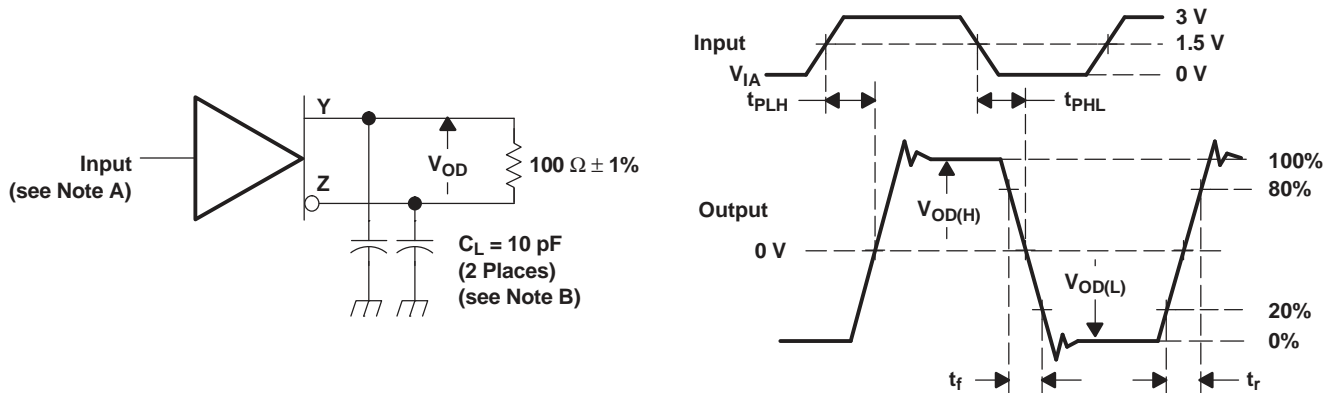 Input
(see Note A)
Y
Z
V_OD
100 Ω ± 1%
C_L = 10 pF
(2 Places)
(see Note B)
Input
V_IA
3 V
1.5 V
0 V
t_PLH
t_PHL
Output
0 V
V_OD(H)
V_OD(L)
100%
80%
20%
0%
t_f
t_r